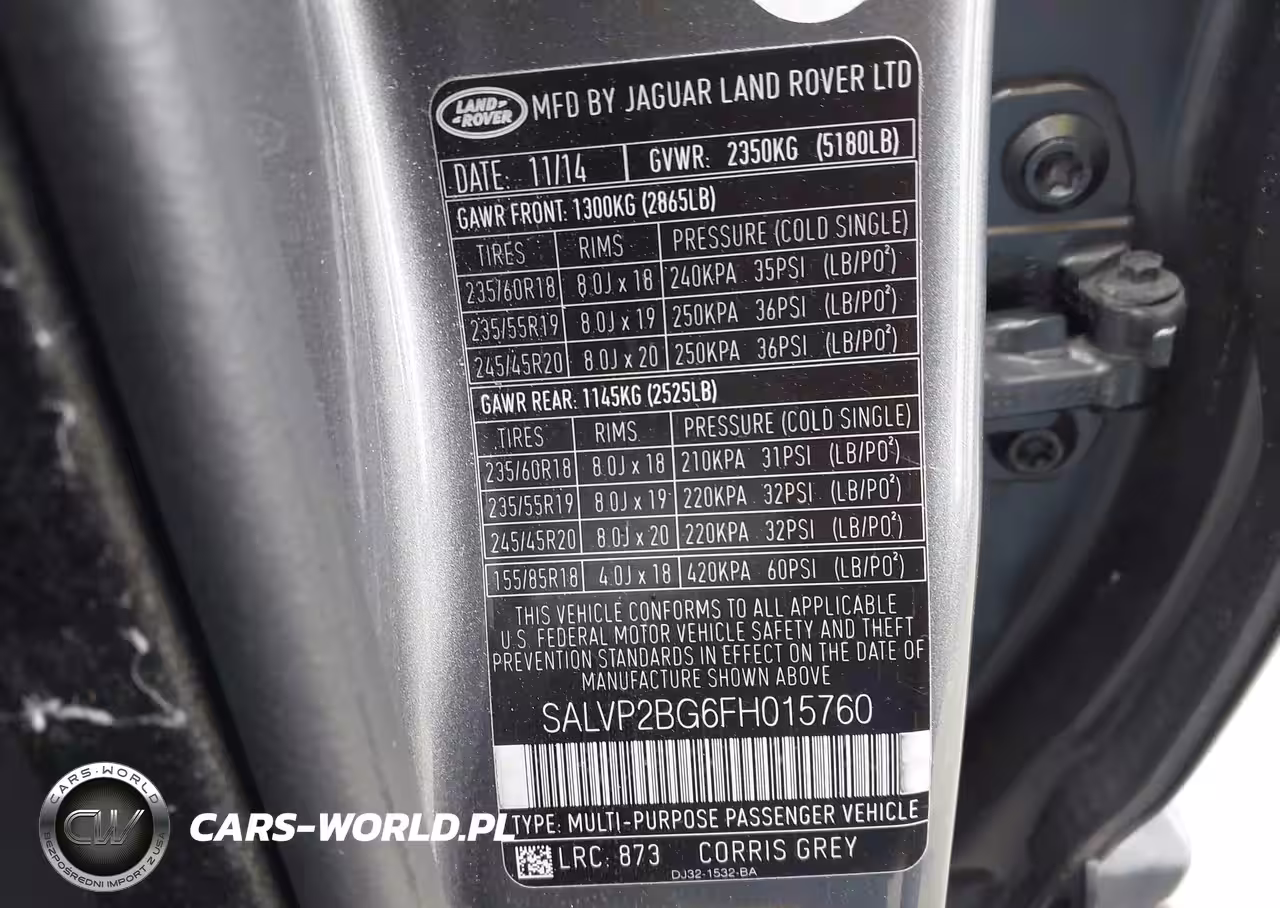 LAND ROVER MFD BY JAGUAR LAND ROVER LTD
DATE: 11/14 GVWR: 2350KG (5180LB)
GAWR FRONT: 1300KG (2865LB)
TIRES RIMS PRESSURE (COLD SINGLE)
235/60R18 8.0J x 18 240KPA 35PSI (LB/PO²)
235/55R19 8.0J x 19 250KPA 36PSI (LB/PO²)
245/45R20 8.0J x 20 250KPA 36PSI (LB/PO²)
GAWR REAR: 1145KG (2525LB)
TIRES RIMS PRESSURE (COLD SINGLE)
235/60R18 8.0J x 18 210KPA 31PSI (LB/PO²)
235/55R19 8.0J x 19 220KPA 32PSI (LB/PO²)
245/45R20 8.0J x 20 220KPA 32PSI (LB/PO²)
155/85R18 4.0J x 18 420KPA 60PSI (LB/PO²)
THIS VEHICLE CONFORMS TO ALL APPLICABLE
U.S. FEDERAL MOTOR VEHICLE SAFETY AND THEFT
PREVENTION STANDARDS IN EFFECT ON THE DATE OF
MANUFACTURE SHOWN ABOVE
SALVP2BG6FH015760
TYPE: MULTI-PURPOSE PASSENGER VEHICLE
LRC: 873 CORRIS GREY
DJ32-1532-BA
CARS-WORLD
CW
BEZPOŚREDNI IMPORT Z USA
CARS-WORLD.PL